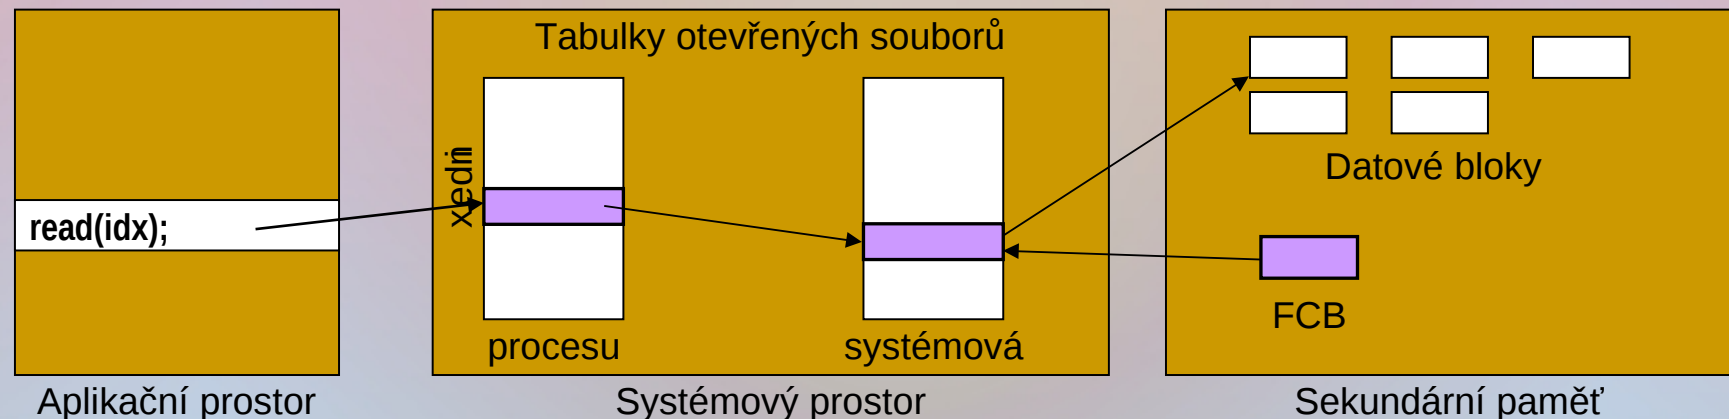 Tabulky otevřených souborů
Datové bloky
read(idx);
FCB
procesu
systémová
Aplikační prostor
Systémový prostor
Sekundární paměť